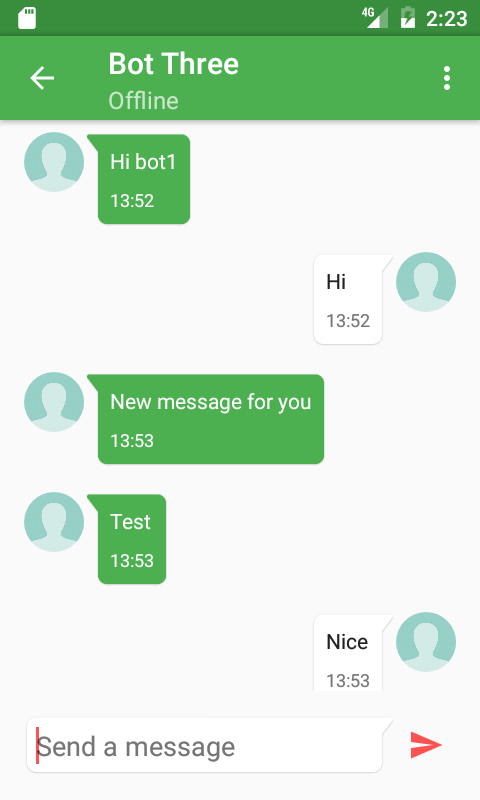 4G 2:23
Bot Three
Offline
Hi bot1
13:52
Hi
13:52
New message for you
13:53
Test
13:53
Nice
13:53
Send a message